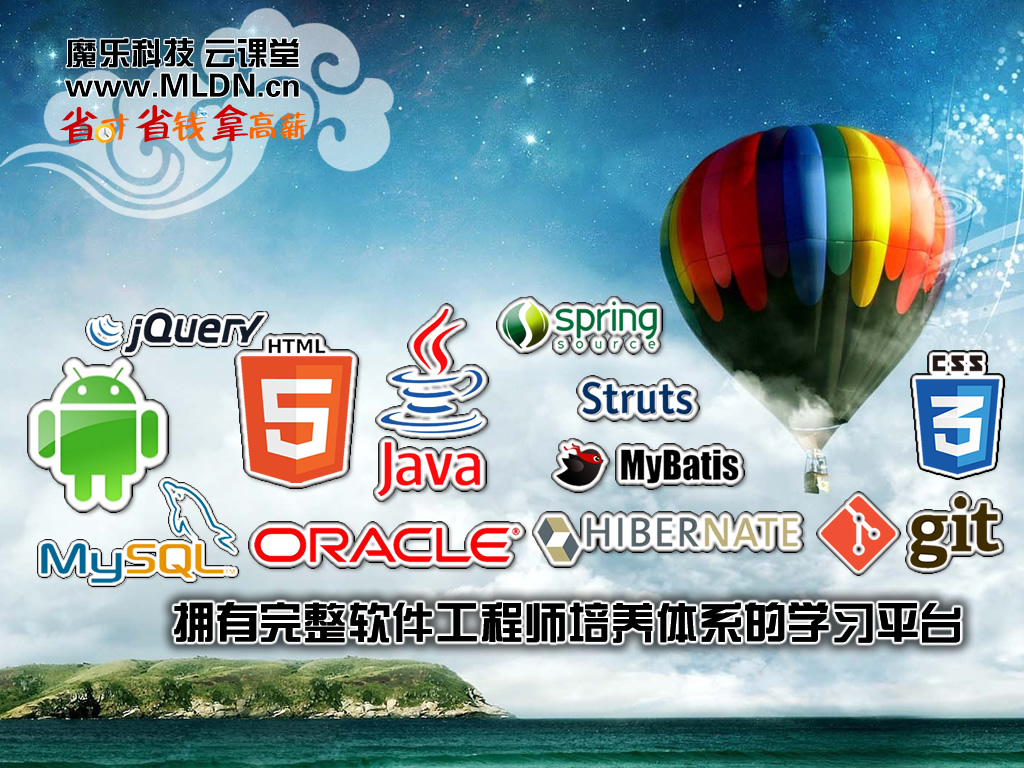 魔乐科技 云课堂
www.MLDN.cn
省时 省钱 拿高薪
jQuery
HTML
5
Java
spring
source
Struts
MyBatis
CSS
3
MySQL™
ORACLE®
HIBERNATE
git
拥有完整软件工程师培养体系的学习平台